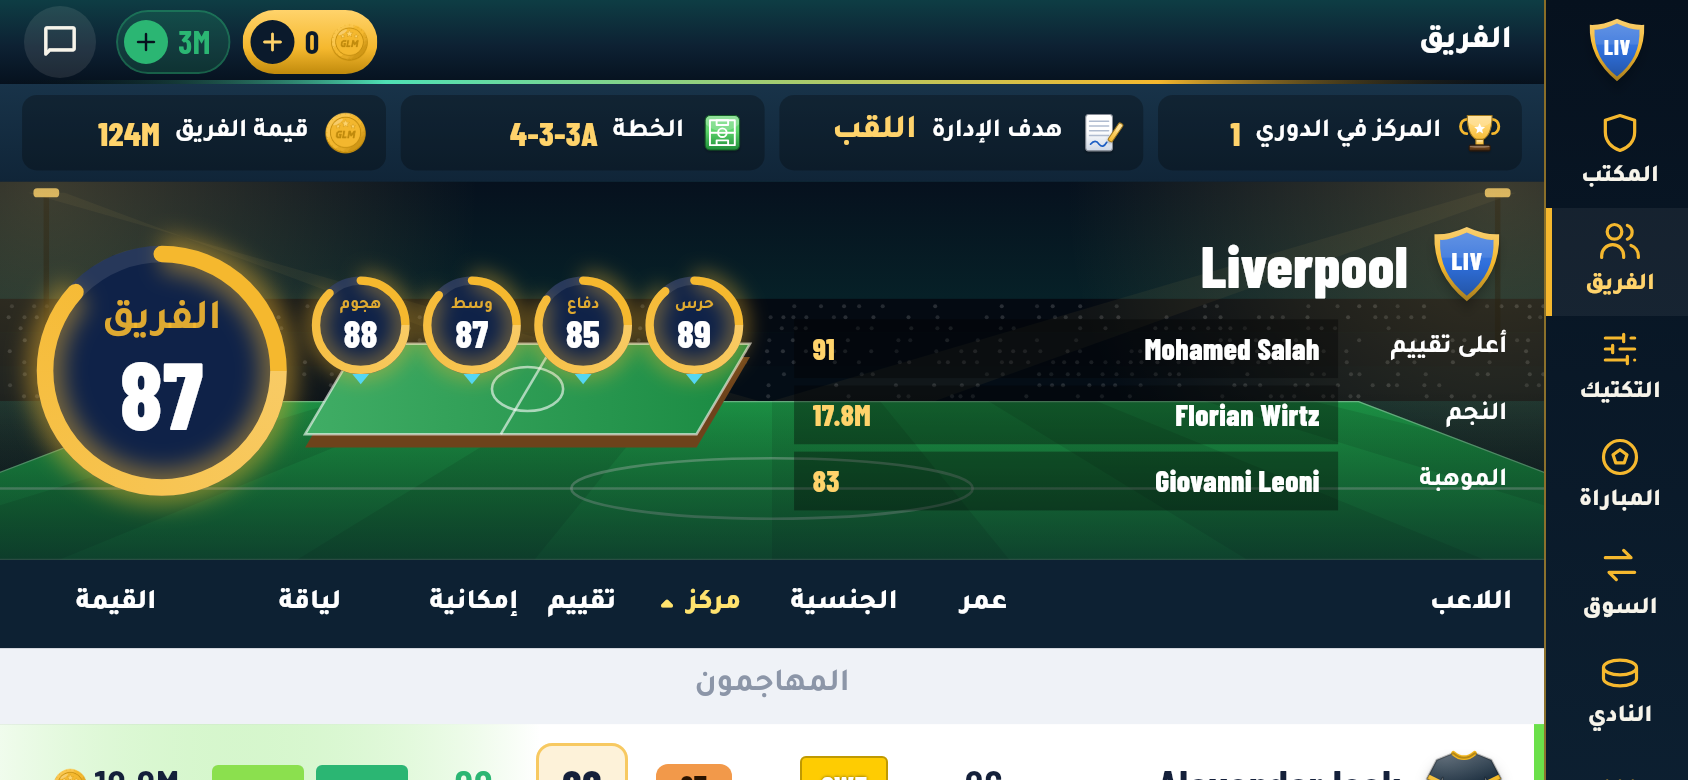 الفريق
GLM
0
3M
LIV
المركز في الدوري 1
هدف الإدارة اللقب
الخطة 4-3-3A
GLM قيمة الفريق 124M
المكتب
الفريق
التكتيك
المباراة
السوق
النادي
LIV
Liverpool
أعلى تقييم Mohamed Salah 91
النجم Florian Wirtz 17.8M
الموهبة Giovanni Leoni 83
حرس 89
دفاع 85
وسط 87
هجوم 88
الفريق
87
اللاعب عمر الجنسية مركز تقييم إمكانية لياقة القيمة
المهاجمون